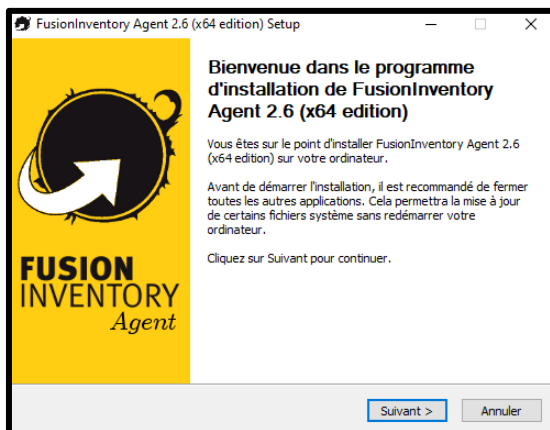 FusionInventory Agent 2.6 (x64 edition) Setup
Bienvenue dans le programme
d'installation de FusionInventory
Agent 2.6 (x64 edition)
Vous êtes sur le point d'installer FusionInventory Agent 2.6
(x64 edition) sur votre ordinateur.
Avant de démarrer l'installation, il est recommandé de fermer
toutes les autres applications. Cela permettra la mise à jour
de certains fichiers système sans redémarrer votre
ordinateur.
Cliquez sur Suivant pour continuer.
FUSION
INVENTORY
Agent
Suivant >
Annuler